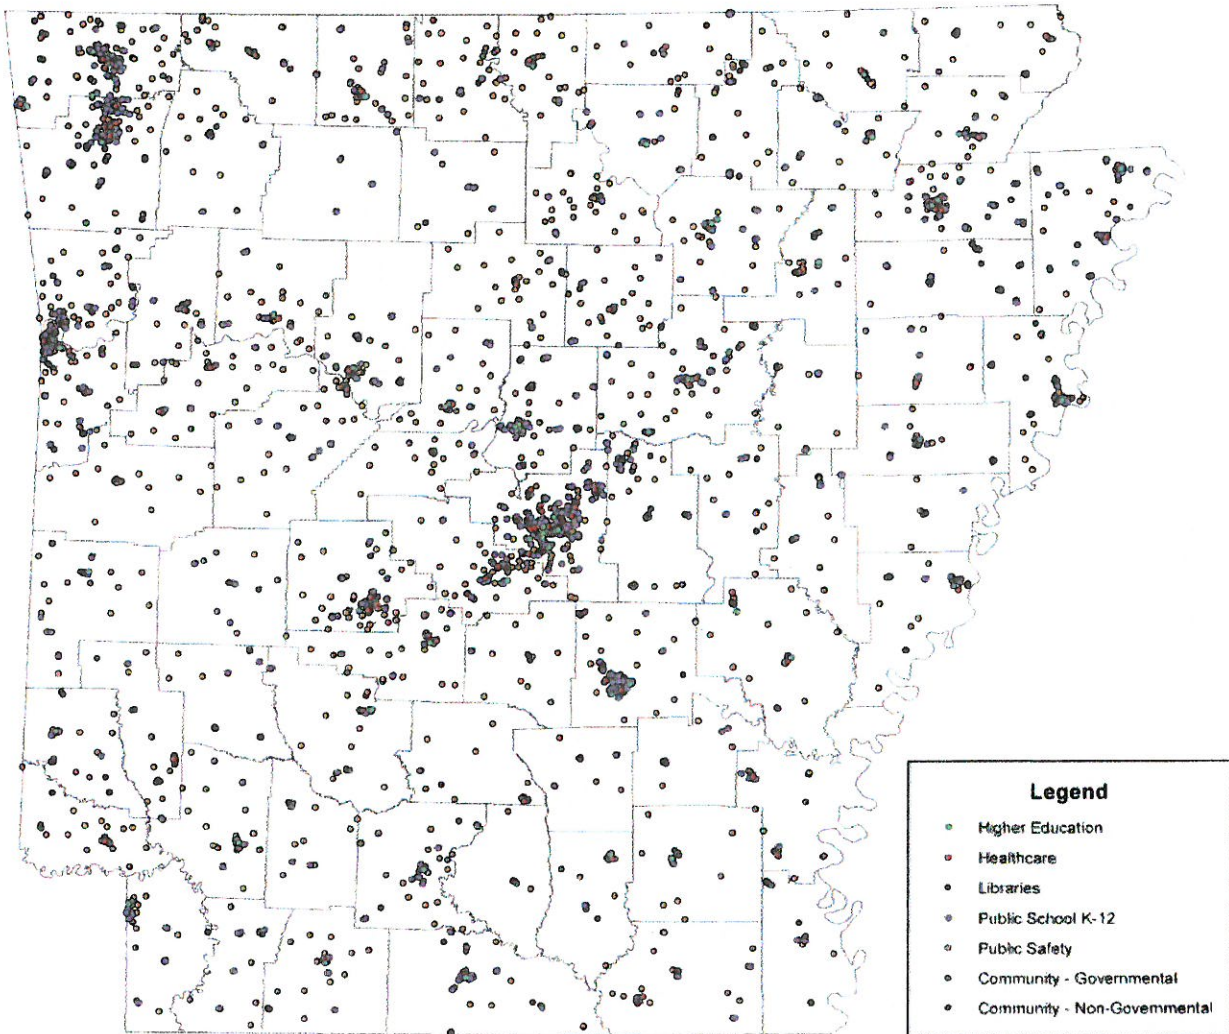 Legend
Higher Education
Healthcare
Libraries
Public School K-12
Public Safety
Community - Governmental
Community - Non-Governmental